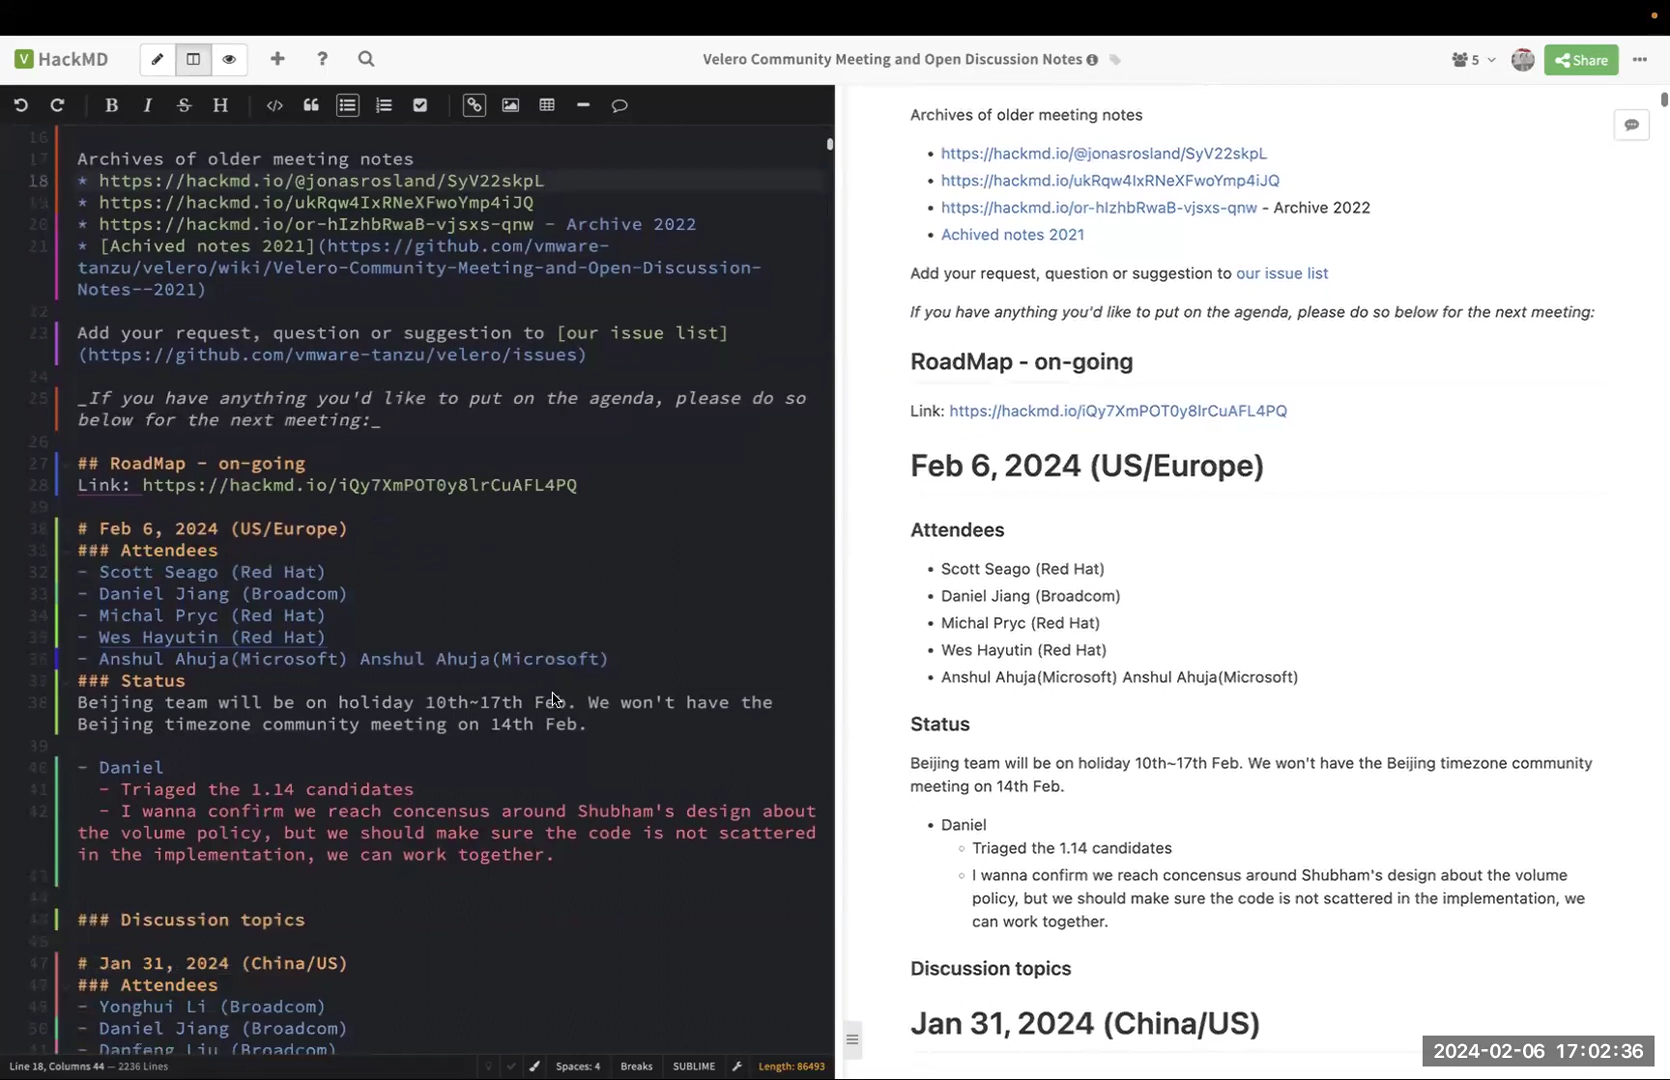 HackMD
Velero Community Meeting and Open Discussion Notes
5
Share
B I S H
16
17 Archives of older meeting notes
18 * https://hackmd.io/@jonasrosland/SyV22skpL
19 * https://hackmd.io/ukRqw4IxRNeXFwoYmp4iJQ
20 * https://hackmd.io/or-hIzhbRwaB-vjsxs-qnw - Archive 2022
21 * [Achived notes 2021](https://github.com/vmware-
tanzu/velero/wiki/Velero-Community-Meeting-and-Open-Discussion-
Notes--2021)
22
23 Add your request, question or suggestion to [our issue list]
(https://github.com/vmware-tanzu/velero/issues)
24
25 _If you have anything you'd like to put on the agenda, please do so
below for the next meeting:_
26
27 ## RoadMap - on-going
28 Link: https://hackmd.io/iQy7XmPOT0y8lrCuAFL4PQ
29
# Feb 6, 2024 (US/Europe)
### Attendees
32 - Scott Seago (Red Hat)
33 - Daniel Jiang (Broadcom)
34 - Michal Pryc (Red Hat)
- Wes Hayutin (Red Hat)
36 - Anshul Ahuja(Microsoft) Anshul Ahuja(Microsoft)
### Status
38 Beijing team will be on holiday 10th~17th Feb. We won't have the
Beijing timezone community meeting on 14th Feb.
39
40 - Daniel
41 - Triaged the 1.14 candidates
42 - I wanna confirm we reach concensus around Shubham's design about
the volume policy, but we should make sure the code is not scattered
in the implementation, we can work together.
43
44
### Discussion topics
47 # Jan 31, 2024 (China/US)
### Attendees
49 - Yonghui Li (Broadcom)
50 - Daniel Jiang (Broadcom)
- Danfeng Liu (Broadcom)
Line 18, Columns 44 — 2236 Lines
Spaces: 4
Breaks
SUBLIME
Length: 86493
Archives of older meeting notes
• https://hackmd.io/@jonasrosland/SyV22skpL
• https://hackmd.io/ukRqw4IxRNeXFwoYmp4iJQ
• https://hackmd.io/or-hIzhbRwaB-vjsxs-qnw - Archive 2022
• Achived notes 2021
Add your request, question or suggestion to our issue list
If you have anything you'd like to put on the agenda, please do so below for the next meeting:
RoadMap - on-going
Link: https://hackmd.io/iQy7XmPOT0y8lrCuAFL4PQ
Feb 6, 2024 (US/Europe)
Attendees
• Scott Seago (Red Hat)
• Daniel Jiang (Broadcom)
• Michal Pryc (Red Hat)
• Wes Hayutin (Red Hat)
• Anshul Ahuja(Microsoft) Anshul Ahuja(Microsoft)
Status
Beijing team will be on holiday 10th~17th Feb. We won't have the Beijing timezone community
meeting on 14th Feb.
• Daniel
◦ Triaged the 1.14 candidates
◦ I wanna confirm we reach concensus around Shubham's design about the volume
policy, but we should make sure the code is not scattered in the implementation, we
can work together.
Discussion topics
Jan 31, 2024 (China/US)
2024-02-06 17:02:36